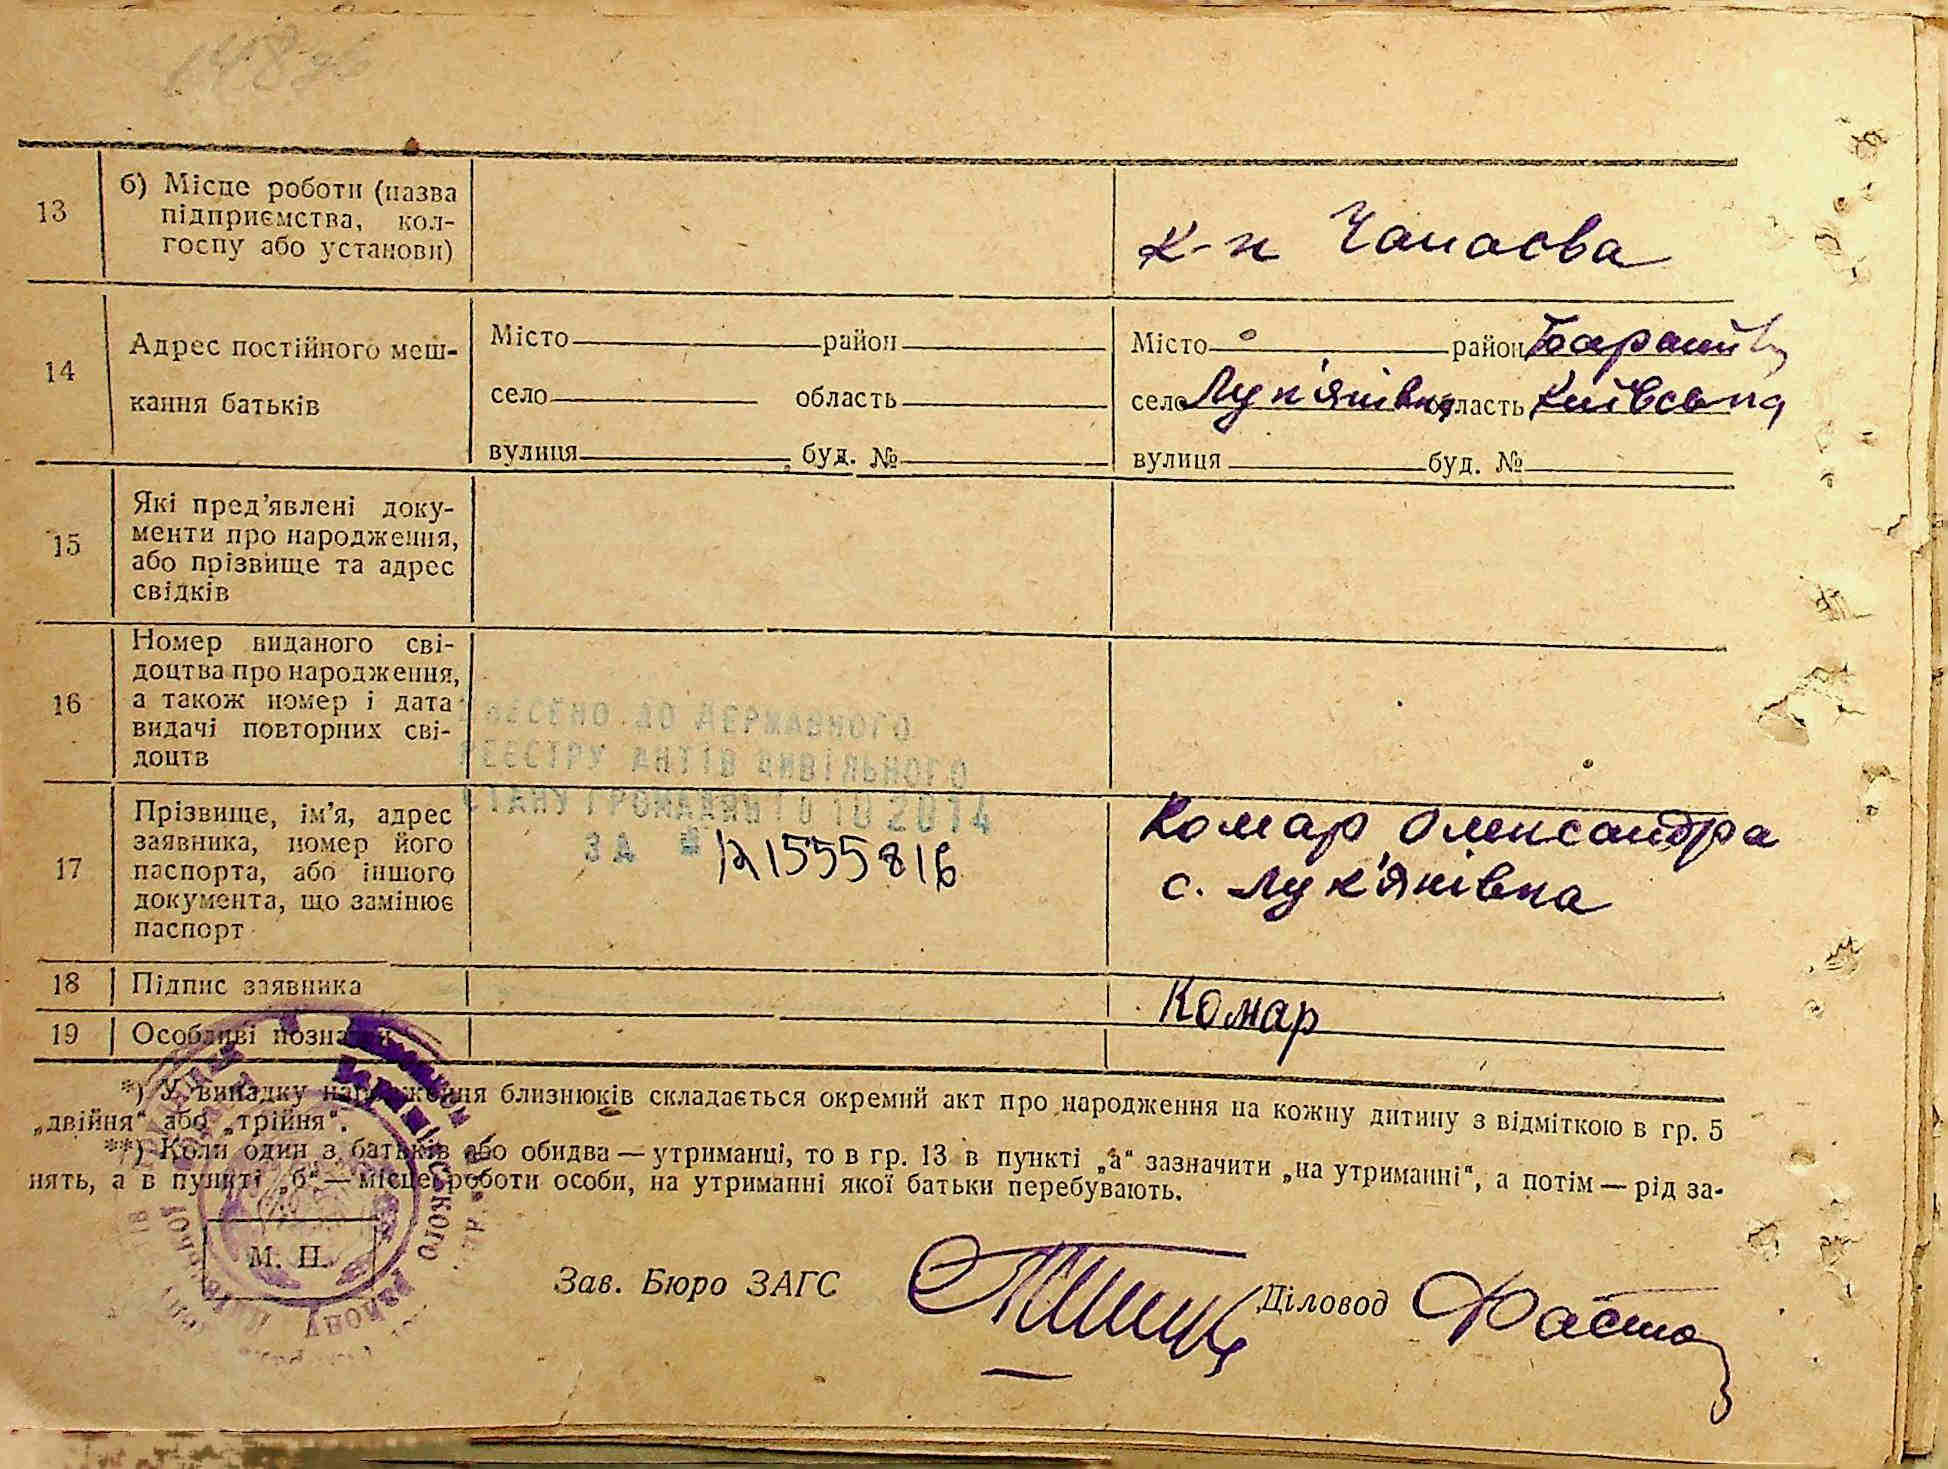 13
б) Місце роботи (назва
підприємства, кол-
госпу або установи)
к-п Чапаєва
14
Адрес постійного меш-
кання батьків
Місто район
село область
вулиця буд. №
Місто район
село Лук'янівка область Київська
вулиця буд. №
15
Які пред'явлені доку-
менти про народження,
або прізвище та адрес
свідків
16
Номер виданого сві-
доцтва про народження,
а також номер і дата
видачі повторних сві-
доцтв
ВНЕСЕНО ДО ДЕРЖАВНОГО
РЕЄСТРУ АКТІВ ЦИВІЛЬНОГО
СТАНУ ГРОМАДЯН 10 10 2014
ЗА №
17
Прізвище, ім'я, адрес
заявника, номер його
паспорта, або іншого
документа, що замінює
паспорт
Комар Олександра
с. Лук'янівка
18
Підпис заявника
Комар
19
Особливі познаки
*) У випадку народження близнюків складається окремий акт про народження на кожну дитину з відміткою в гр. 5
„двійня“ або „трійня“.
**) Коли один з батьків або обидва — утриманці, то в гр. 13 в пункті „а“ зазначити „на утриманні“, а потім — рід за-
нять, а в пункті „б“ — місце роботи особи, на утриманні якої батьки перебувають.
М. П.
Зав. Бюро ЗАГС
Діловод